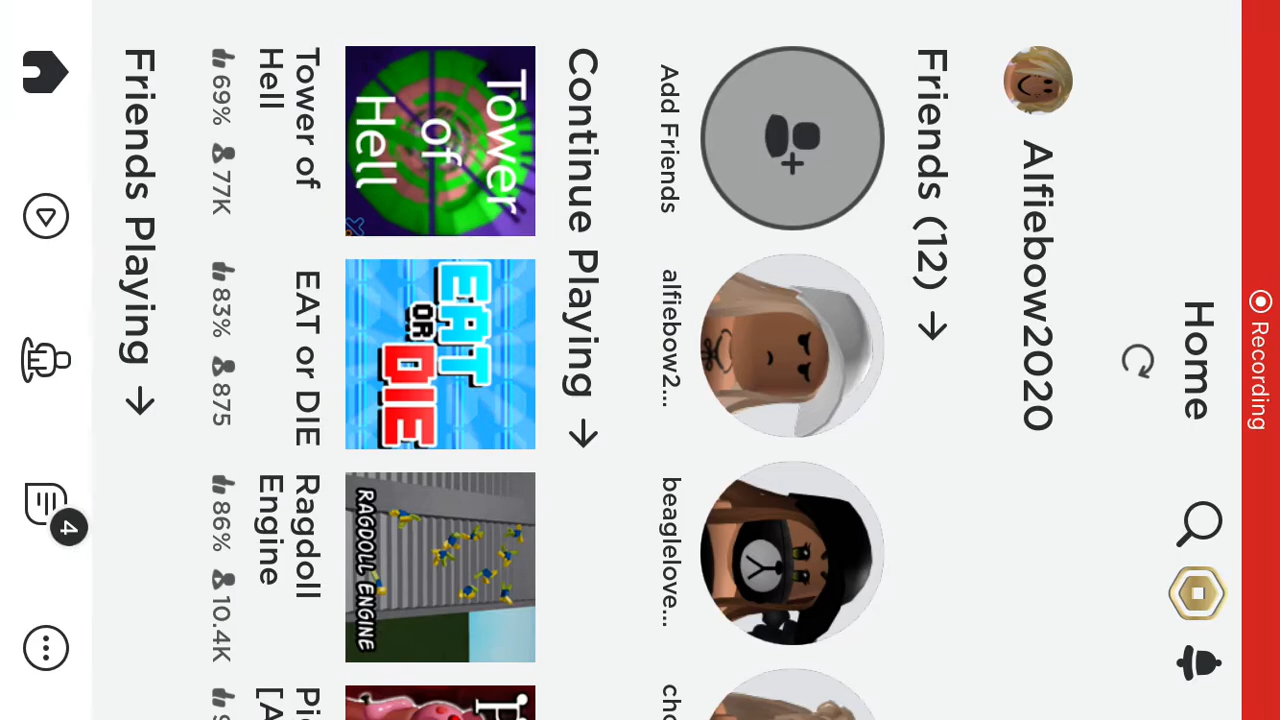 Recording
Home
Alfiebow2020
Friends (12) →
Add Friends
alfiebow2...
beaglelove...
Continue Playing →
Tower
of
Hell
EAT
OR
DIE
RAGDOLL ENGINE
Tower of
Hell
EAT or DIE
Ragdoll
Engine
69% 77K
83% 875
86% 10.4K
Friends Playing →
4